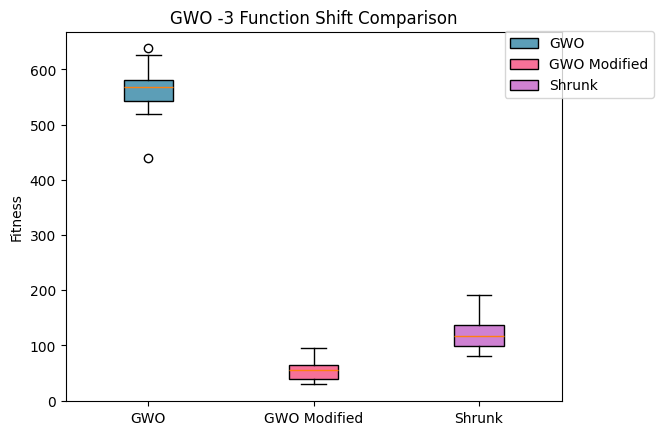 GWO -3 Function Shift Comparison
GWO
GWO Modified
Shrunk
Fitness
600
500
400
300
200
100
0
GWO
GWO Modified
Shrunk